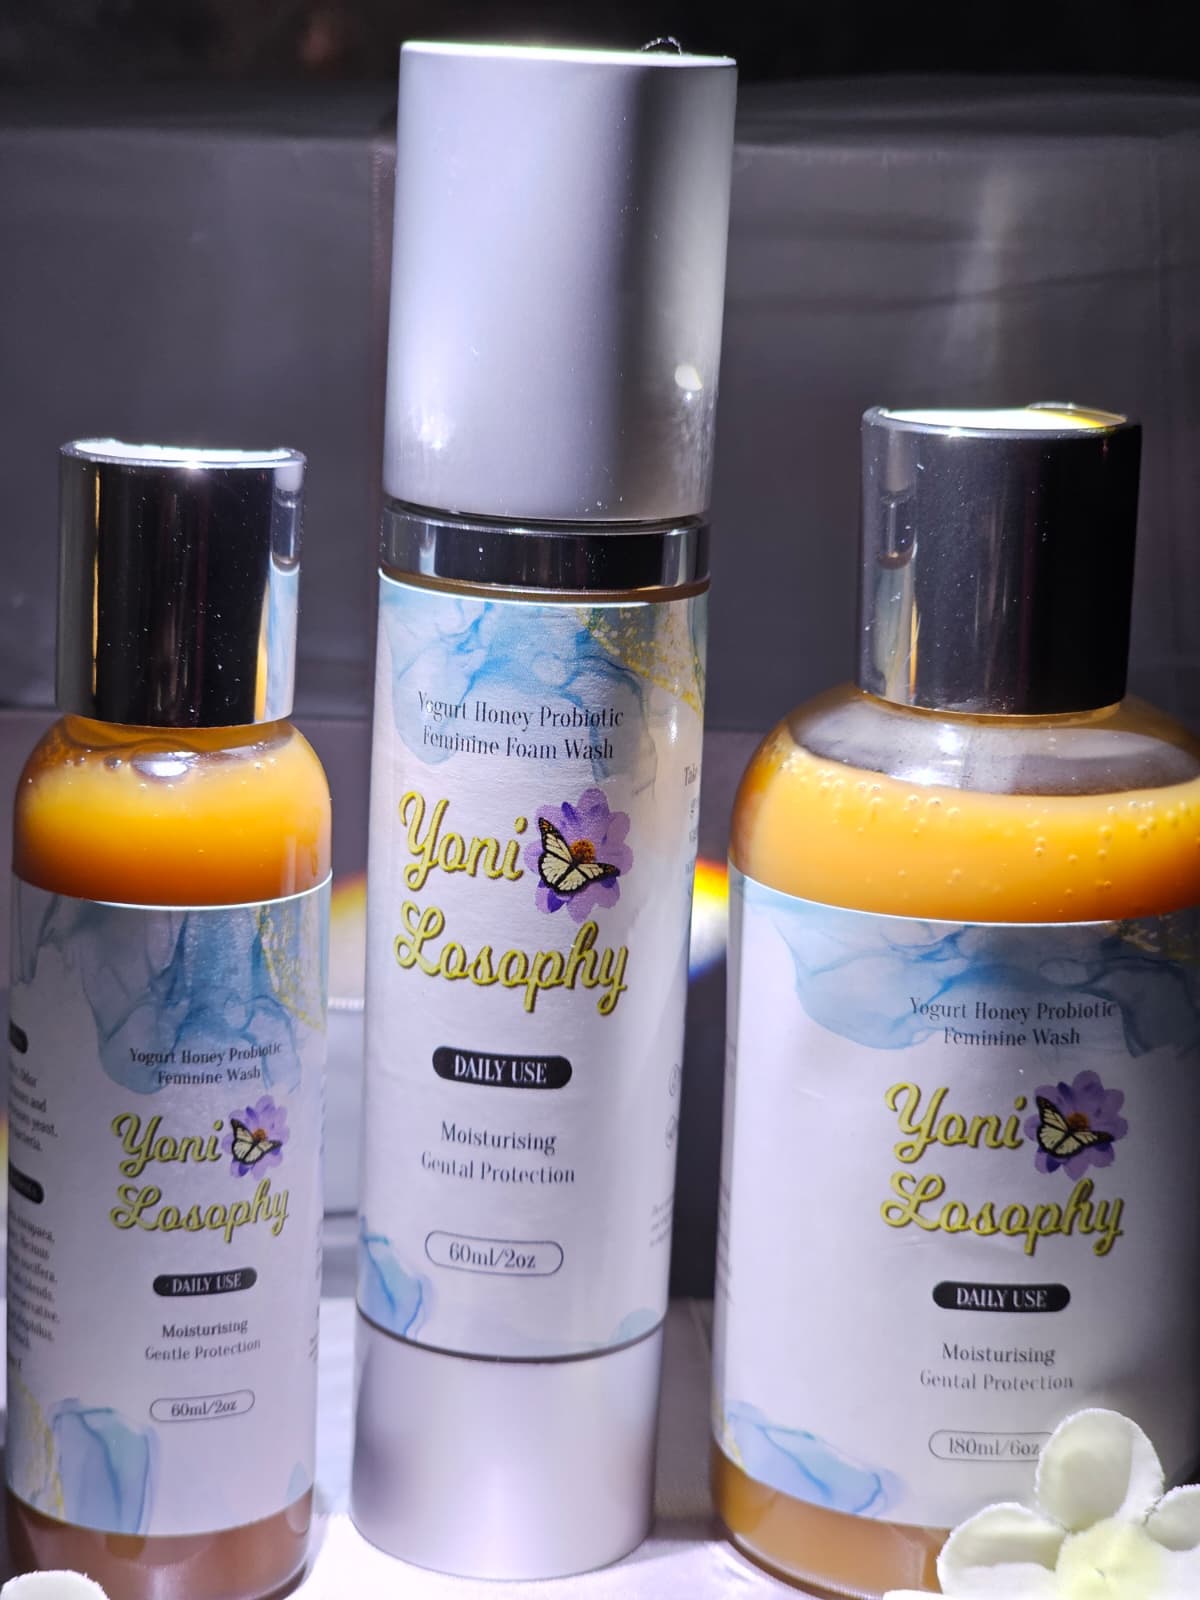 Yogurt Honey Probiotic
Feminine Wash
Yoni
Losophy
DAILY USE
Moisturising
Gentle Protection
60ml/2oz
Yogurt Honey Probiotic
Feminine Foam Wash
Yoni
Losophy
DAILY USE
Moisturising
Gental Protection
60ml/2oz
Yogurt Honey Probiotic
Feminine Wash
Yoni
Losophy
DAILY USE
Moisturising
Gental Protection
180ml/6oz